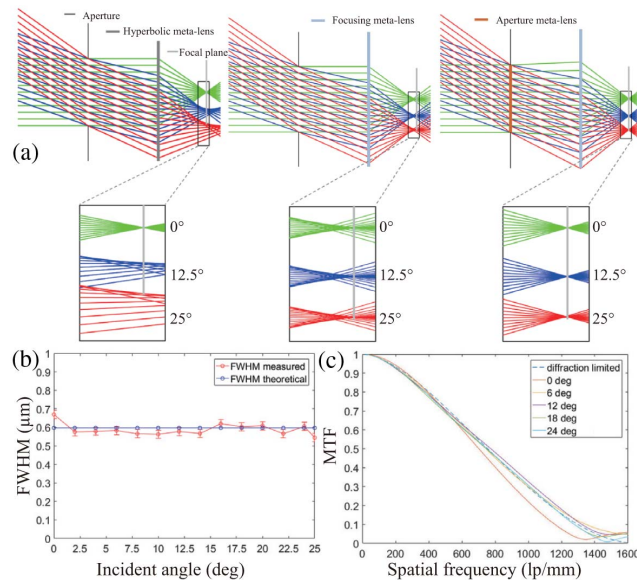 Aperture
Hyperbolic meta-lens
Focal plane
Focusing meta-lens
Aperture meta-lens
(a)
0°
12.5°
25°
0°
12.5°
25°
0°
12.5°
25°
(b)
FWHM measured
FWHM theoretical
FWHM (μm)
1
0.9
0.8
0.7
0.6
0.5
0.4
0.3
0.2
0.1
0
0 2.5 5 7.5 10 12.5 15 17.5 20 22.5 25
Incident angle (deg)
(c)
diffraction limited
0 deg
6 deg
12 deg
18 deg
24 deg
MTF
1
0.9
0.8
0.7
0.6
0.5
0.4
0.3
0.2
0.1
0
0 200 400 600 800 1000 1200 1400 1600
Spatial frequency (lp/mm)